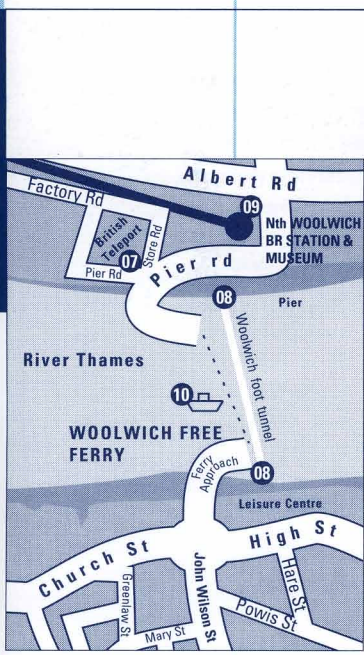 Albert Rd
Factory Rd
09
Nth WOOLWICH
BR STATION &
MUSEUM
British
Teleport
Store Rd
07
Pier Rd
Pier rd
08
Pier
Woolwich foot tunnel
River Thames
10
WOOLWICH FREE
FERRY
Ferry
Approach
08
Leisure Centre
Church St
High St
John Wilson St
Greenlaw St
Hare St
Powis St
Mary St